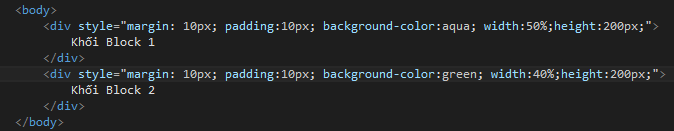 <body>
<div style="margin: 10px; padding:10px; background-color:aqua; width:50%;height:200px;">
Khối Block 1
</div>
<div style="margin: 10px; padding:10px; background-color:green; width:40%;height:200px;">
Khối Block 2
</div>
</body>